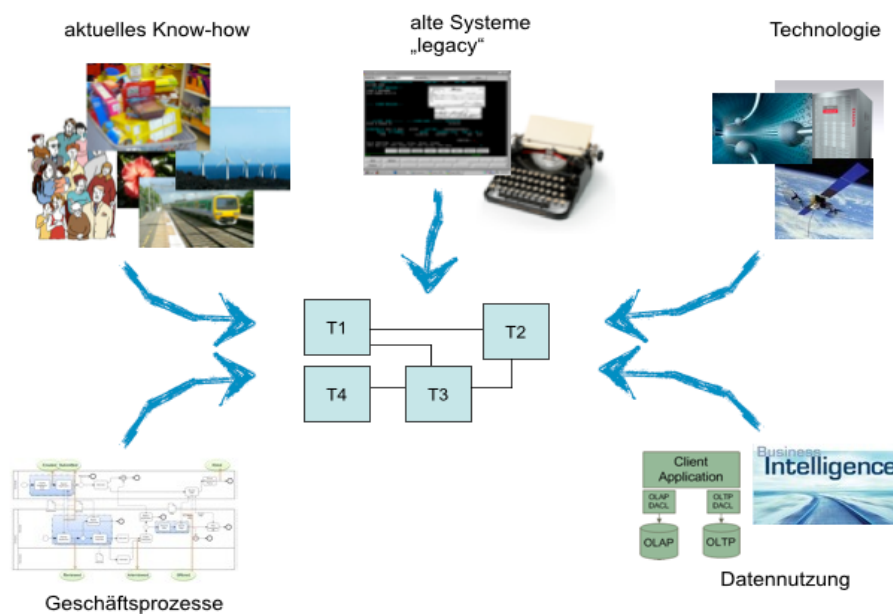 aktuelles Know-how
alte Systeme
„legacy“
Technologie
T1
T2
T4
T3
Client
Application
OLAP
DACL
OLTP
DACL
OLAP
OLTP
Business
Intelligence
Geschäftsprozesse
Datennutzung